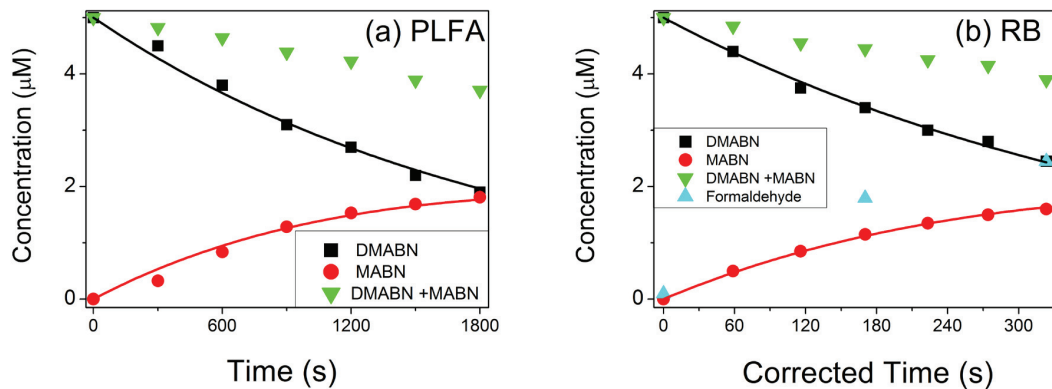 (a) PLFA
Concentration (μM)
4
2
0
DMABN
MABN
DMABN +MABN
0 600 1200 1800
Time (s)
(b) RB
Concentration (μM)
4
2
0
DMABN
MABN
DMABN +MABN
Formaldehyde
0 60 120 180 240 300
Corrected Time (s)